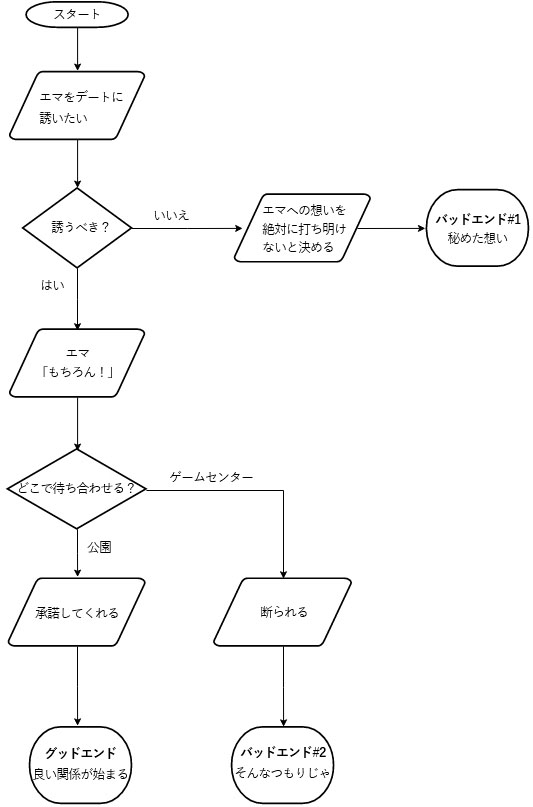 スタート
エマをデートに
誘いたい
誘うべき？
いいえ
エマへの想いを
絶対に打ち明け
ないと決める
バッドエンド#1
秘めた想い
はい
エマ
「もちろん！」
どこで待ち合わせる？
ゲームセンター
公園
承諾してくれる
断られる
グッドエンド
良い関係が始まる
バッドエンド#2
そんなつもりじゃ